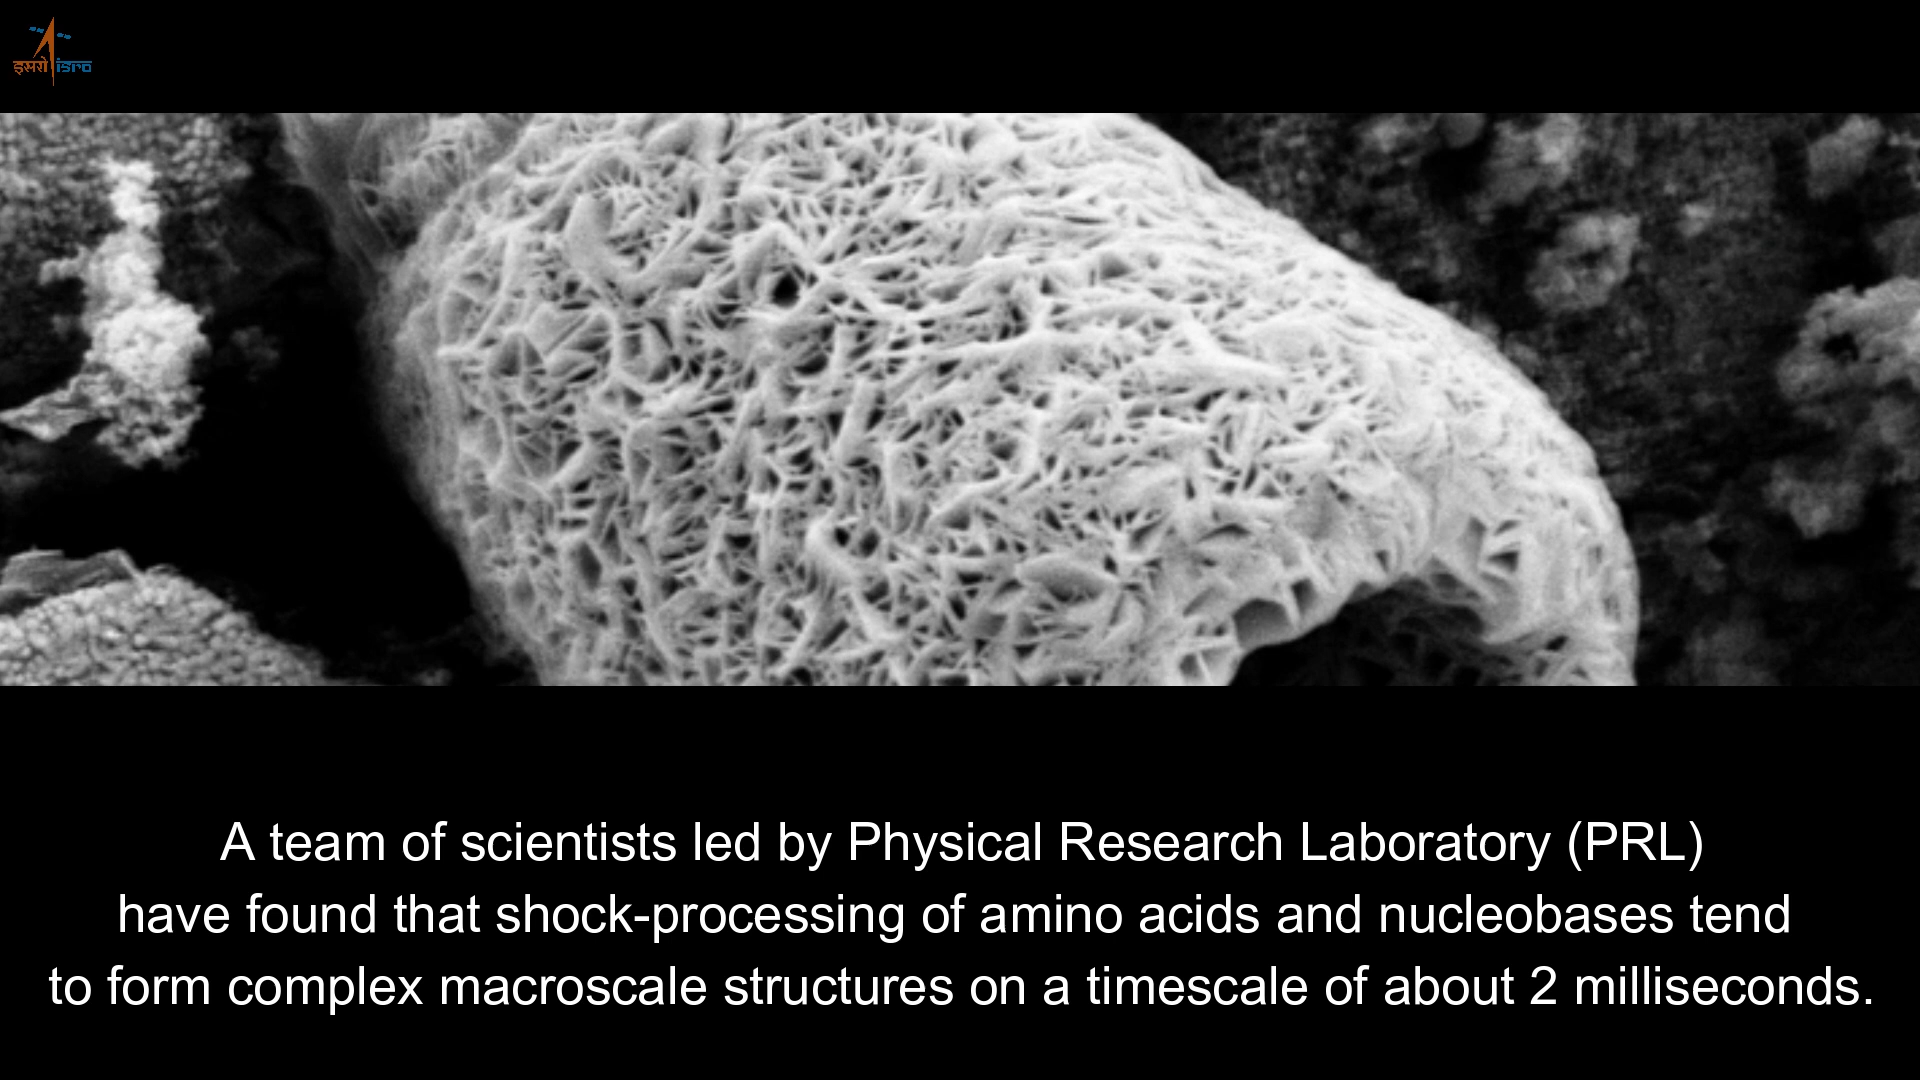 इसरो isro
A team of scientists led by Physical Research Laboratory (PRL)
have found that shock-processing of amino acids and nucleobases tend
to form complex macroscale structures on a timescale of about 2 milliseconds.